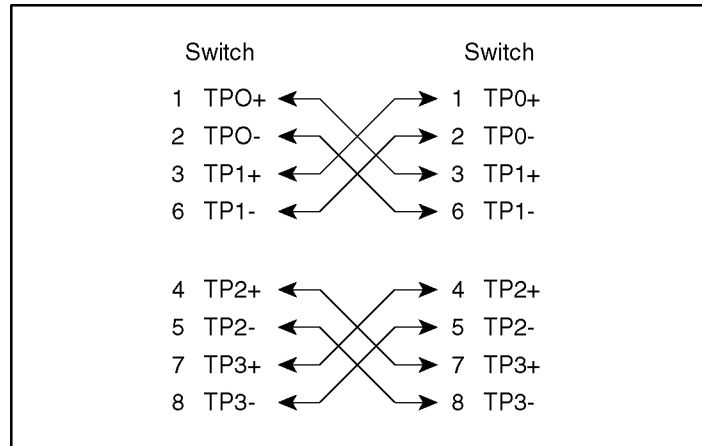 Switch Switch
1 TPO+ 1 TP0+
2 TPO- 2 TP0-
3 TP1+ 3 TP1+
6 TP1- 6 TP1-
4 TP2+ 4 TP2+
5 TP2- 5 TP2-
7 TP3+ 7 TP3+
8 TP3- 8 TP3-